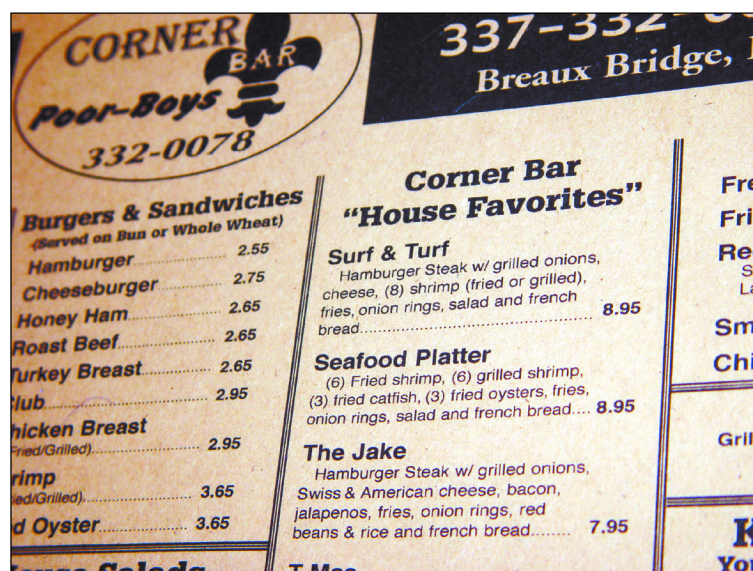 CORNER
BAR
Poor-Boys
332-0078
337-332-
Breaux Bridge,
Burgers & Sandwiches
(Served on Bun or Whole Wheat)
Hamburger 2.55
Cheeseburger 2.75
Honey Ham 2.65
Roast Beef 2.65
Turkey Breast 2.65
Club 2.95
Chicken Breast
(Fried/Grilled) 2.95
3.65
Oyster 3.65
Salads
Corner Bar
“House Favorites”
Surf & Turf
Hamburger Steak w/ grilled onions,
cheese, (8) shrimp (fried or grilled),
fries, onion rings, salad and french
bread 8.95
Seafood Platter
(6) Fried shrimp, (6) grilled shrimp,
(3) fried catfish, (3) fried oysters, fries,
onion rings, salad and french bread.... 8.95
The Jake
Hamburger Steak w/ grilled onions,
Swiss & American cheese, bacon,
jalapenos, fries, onion rings, red
beans & rice and french bread........ 7.95